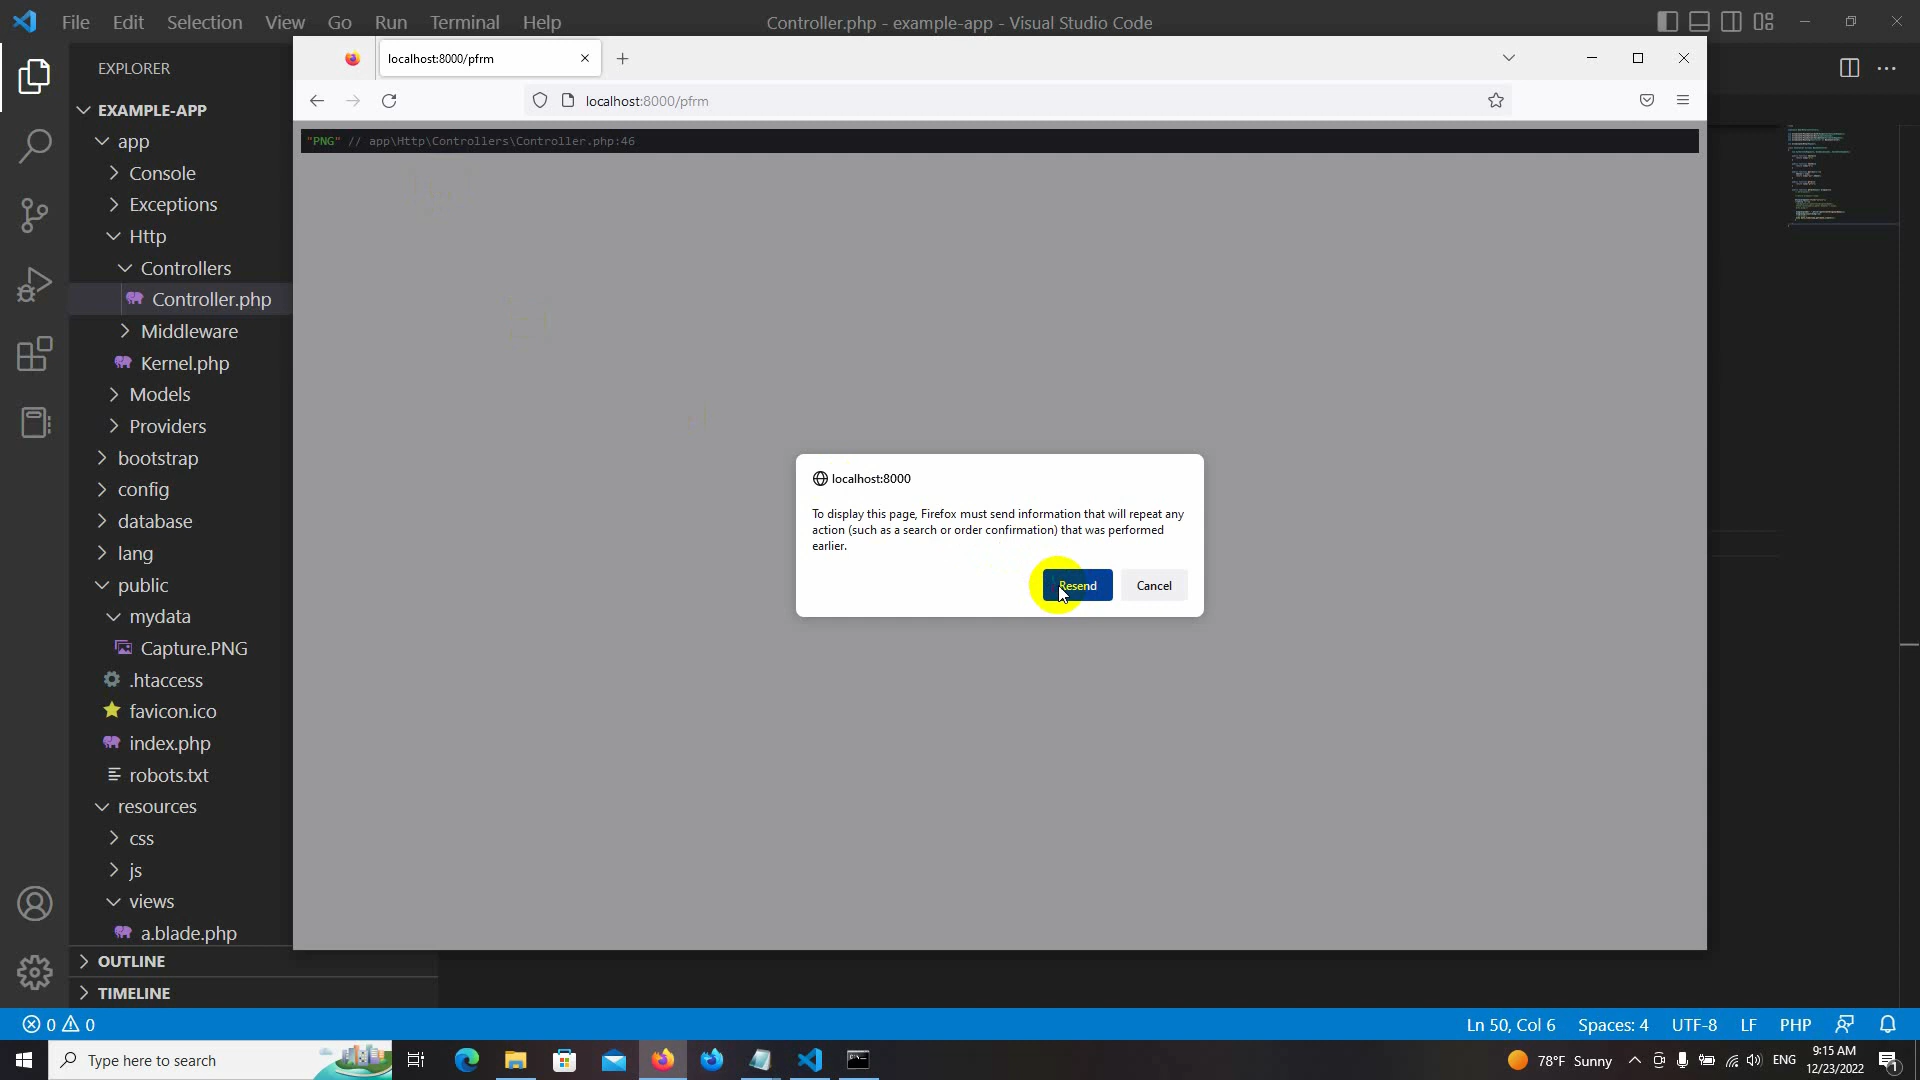 File Edit Selection View Go Run Terminal Help
Controller.php - example-app - Visual Studio Code
EXPLORER
EXAMPLE-APP
app
Console
Exceptions
Http
Controllers
Controller.php
Middleware
Kernel.php
Models
Providers
bootstrap
config
database
lang
public
mydata
Capture.PNG
.htaccess
favicon.ico
index.php
robots.txt
resources
css
js
views
a.blade.php
OUTLINE
TIMELINE
localhost:8000/pfrm
localhost:8000/pfrm
"PNG" // app\Http\Controllers\Controller.php:46
localhost:8000
To display this page, Firefox must send information that will repeat any
action (such as a search or order confirmation) that was performed
earlier.
Resend Cancel
0 0
Ln 50, Col 6 Spaces: 4 UTF-8 LF PHP
Type here to search
78°F Sunny
ENG
9:15 AM
12/23/2022
1